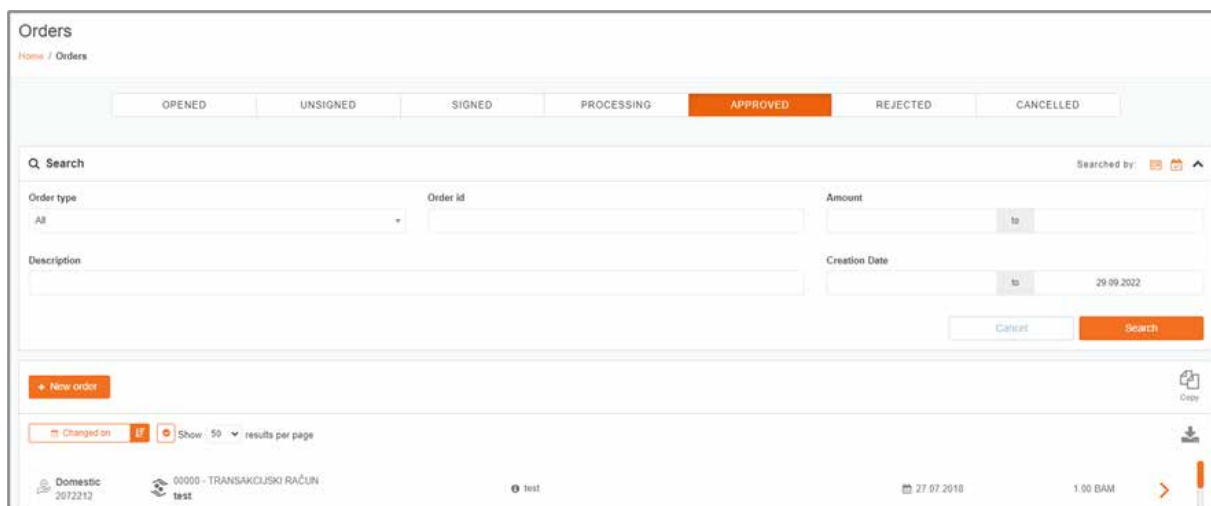 Orders
Home / Orders
OPENED UNSIGNED SIGNED PROCESSING APPROVED REJECTED CANCELLED
Search Searched by:
Order type Order id Amount
All to
Description Creation Date
to 29.09.2022
Cancel Search
+ New order
Copy
Changed on Show 50 results per page
Domestic 00000 - TRANSAKCIJSKI RAČUN test 27.07.2018 1.00 BAM
2072212 test